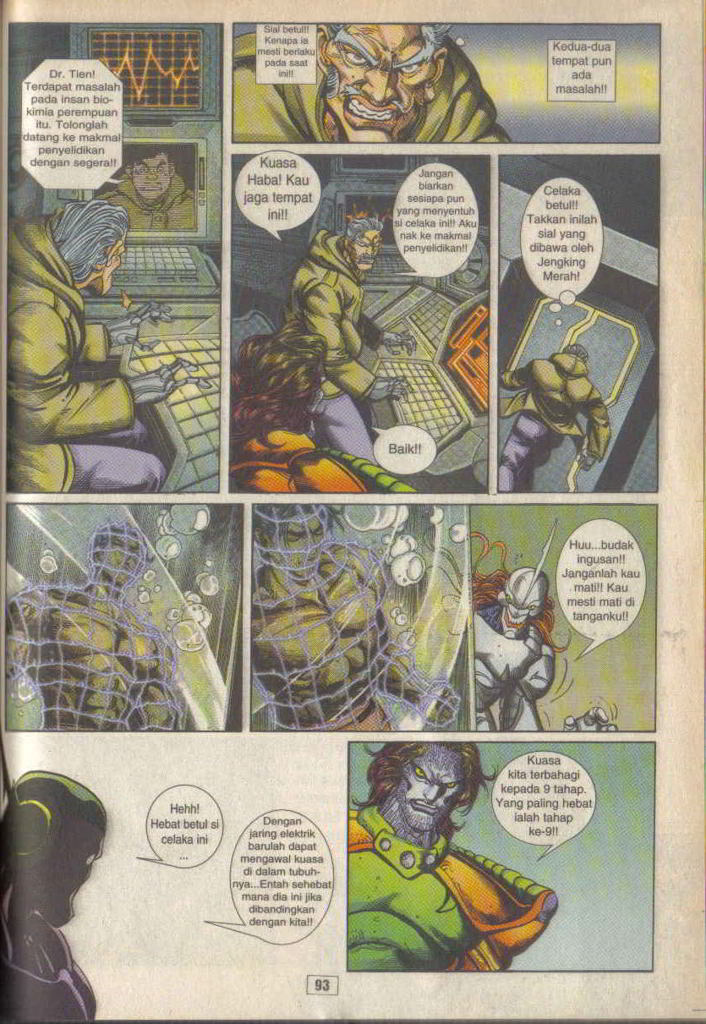 Dr. Tien!
Terdapat masalah
pada insan bio-
kimia perempuan
itu. Tolonglah
datang ke makmal
penyelidikan
dengan segera!!
Sial betul!!
Kenapa ia
mesti berlaku
pada saat
ini!!
Kedua-dua
tempat pun
ada
masalah!!
Kuasa
Haba! Kau
jaga tempat
ini!!
Jangan
biarkan
sesiapa pun
yang menyentuh
si celaka ini!! Aku
nak ke makmal
penyelidikan!!
Baik!!
Celaka
betul!!
Takkan inilah
sial yang
dibawa oleh
Jengking
Merah!
Huu...budak
ingusan!!
Janganlah kau
mati!! Kau
mesti mati di
tanganku!!
Hehh!
Hebat betul si
celaka ini
...
Dengan
jaring elektrik
barulah dapat
mengawal kuasa
di dalam tubuh-
nya...Entah sehebat
mana dia ini jika
dibandingkan
dengan kita!!
Kuasa
kita terbahagi
kepada 9 tahap.
Yang paling hebat
ialah tahap
ke-9!!
93